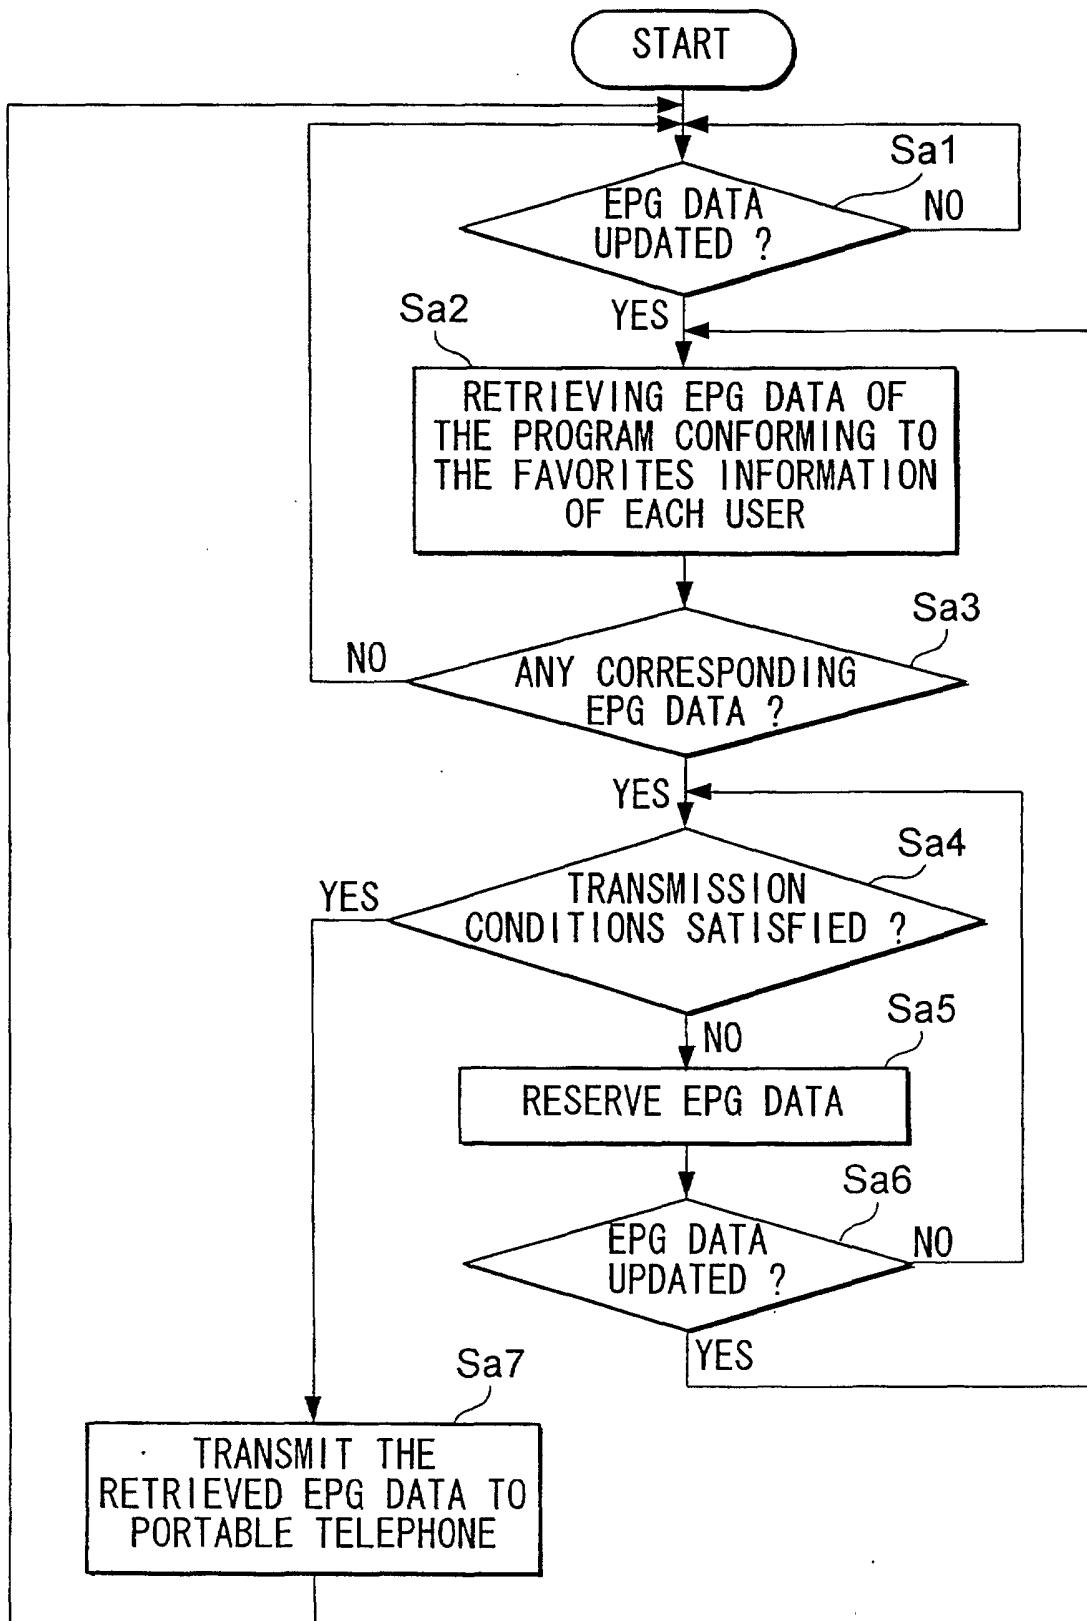 START
Sa1
EPG DATA
UPDATED ?
NO
YES
Sa2
RETRIEVING EPG DATA OF
THE PROGRAM CONFORMING TO
THE FAVORITES INFORMATION
OF EACH USER
Sa3
NO
ANY CORRESPONDING
EPG DATA ?
YES
Sa4
YES
TRANSMISSION
CONDITIONS SATISFIED ?
NO
Sa5
RESERVE EPG DATA
Sa6
EPG DATA
UPDATED ?
NO
YES
Sa7
TRANSMIT THE
RETRIEVED EPG DATA TO
PORTABLE TELEPHONE